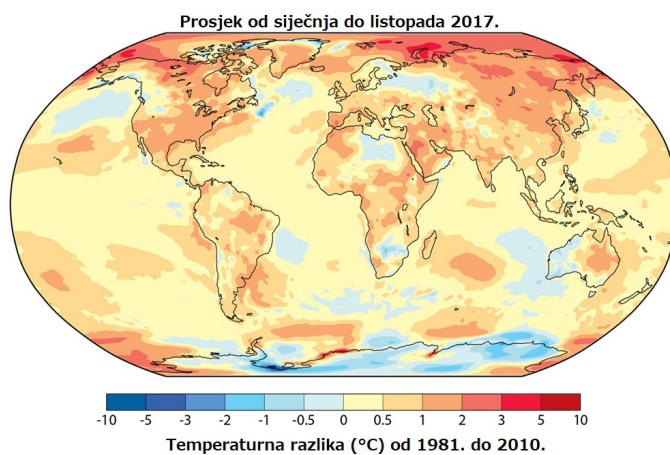 Prosjek od siječnja do listopada 2017.
-10 -5 -3 -2 -1 -0.5 0 0.5 1 2 3 5 10
Temperaturna razlika (°C) od 1981. do 2010.